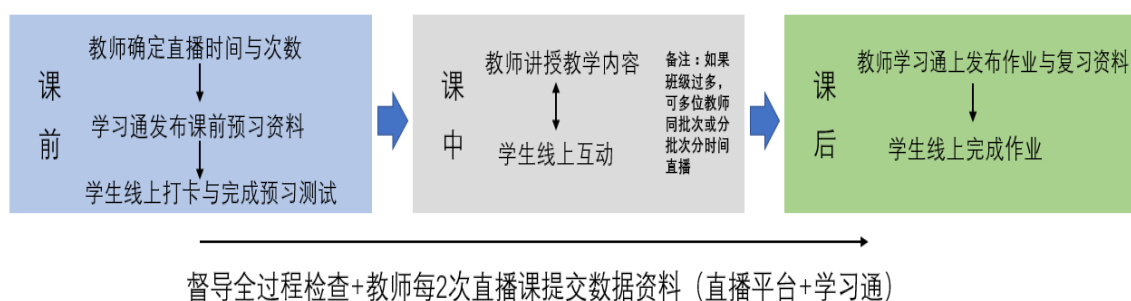 课前
教师确定直播时间与次数
学习通发布课前预习资料
学生线上打卡与完成预习测试
课中
教师讲授教学内容
学生线上互动
备注：如果
班级过多，
可多位教师
同批次或分
批次分时间
直播
课后
教师学习通上发布作业与复习资料
学生线上完成作业
督导全过程检查+教师每2次直播课提交数据资料（直播平台+学习通）